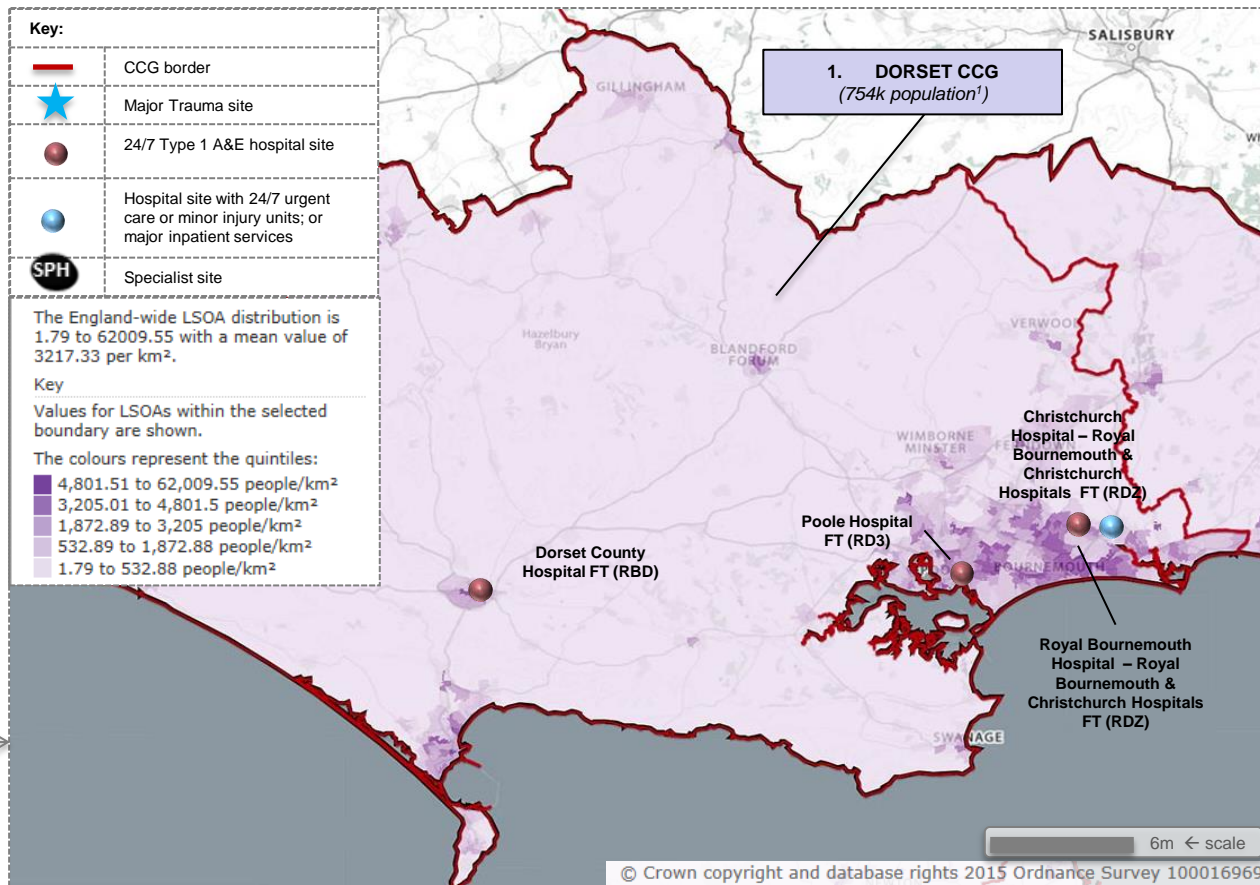 Key:
CCG border
Major Trauma site
24/7 Type 1 A&E hospital site
Hospital site with 24/7 urgent
care or minor injury units; or
major inpatient services
SPH
Specialist site
The England-wide LSOA distribution is
1.79 to 62009.55 with a mean value of
3217.33 per km².
Key
Values for LSOAs within the selected
boundary are shown.
The colours represent the quintiles:
4,801.51 to 62,009.55 people/km²
3,205.01 to 4,801.5 people/km²
1,872.89 to 3,205 people/km²
532.89 to 1,872.88 people/km²
1.79 to 532.88 people/km²
SALISBURY
1. DORSET CCG
(754k population¹)
GILLINGHAM
Hazelbury
Bryan
BLANDFORD
FORUM
VERWOOD
WIMBORNE
MINSTER
Christchurch
Hospital – Royal
Bournemouth &
Christchurch
Hospitals FT (RDZ)
Poole Hospital
FT (RD3)
Dorset County
Hospital FT (RBD)
BOURNEMOUTH
Royal Bournemouth
Hospital – Royal
Bournemouth &
Christchurch Hospitals
FT (RDZ)
SWANAGE
6m ← scale
© Crown copyright and database rights 2015 Ordnance Survey 100016969